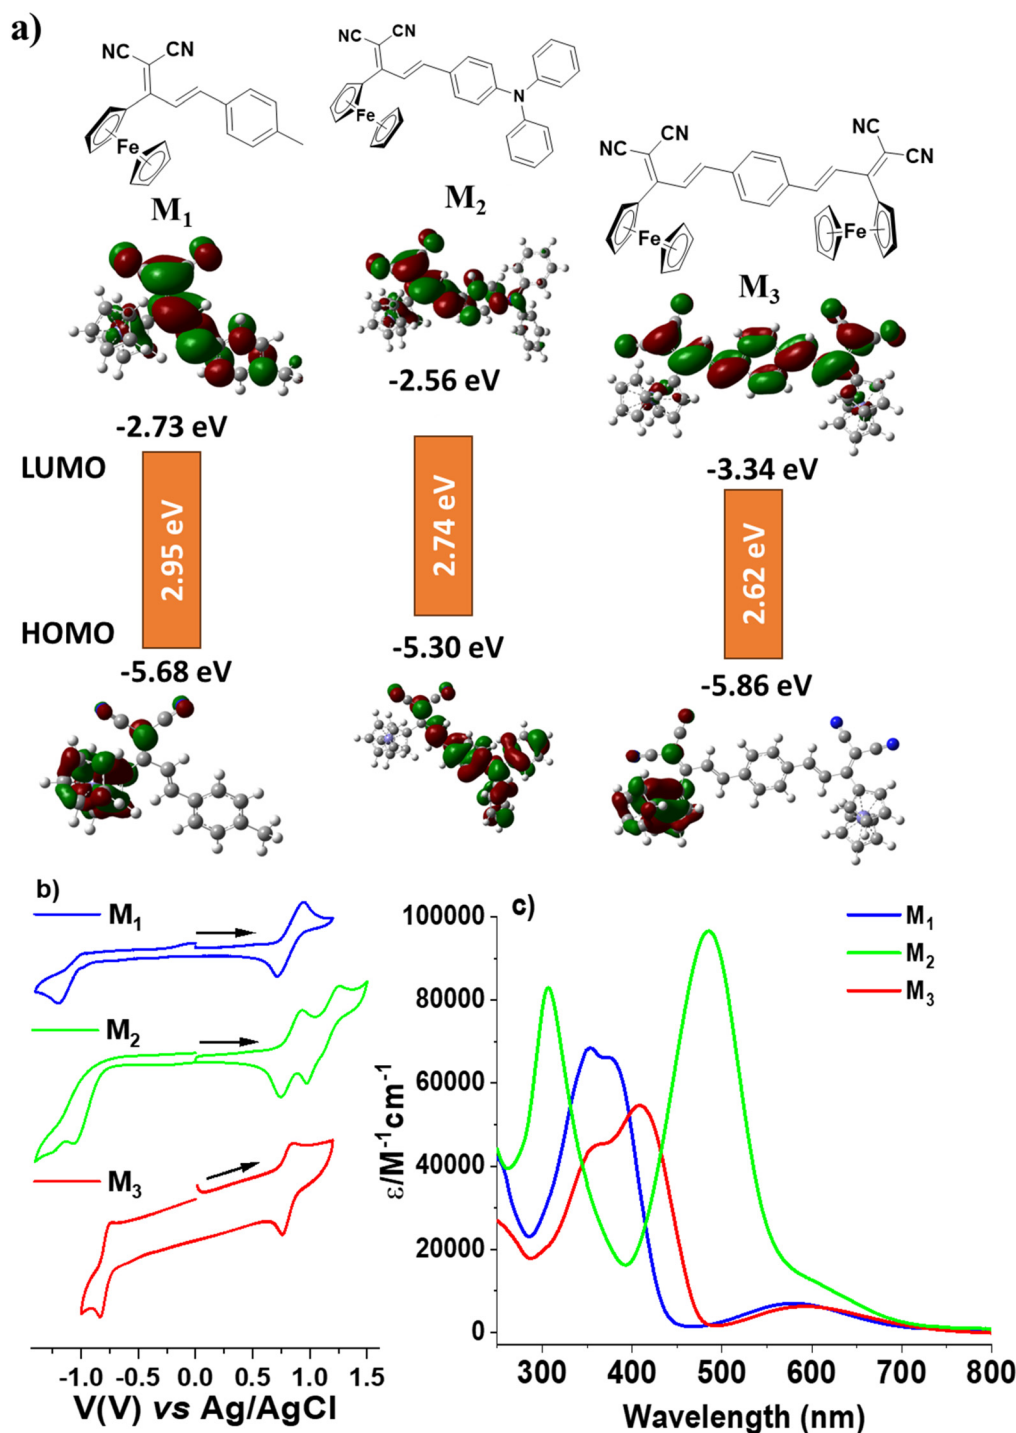 a)
NC CN
Fe
M1
NC CN
N
Fe
M2
NC CN
CN
CN
Fe
Fe
M3
-2.73 eV
-2.56 eV
-3.34 eV
LUMO
2.95 eV
2.74 eV
2.62 eV
HOMO
-5.68 eV
-5.30 eV
-5.86 eV
b)
M1
M2
M3
-1.0 -0.5 0.0 0.5 1.0 1.5
V(V) vs Ag/AgCl
c)
M1
M2
M3
100000
80000
60000
40000
20000
0
ε/M-1cm-1
300 400 500 600 700 800
Wavelength (nm)